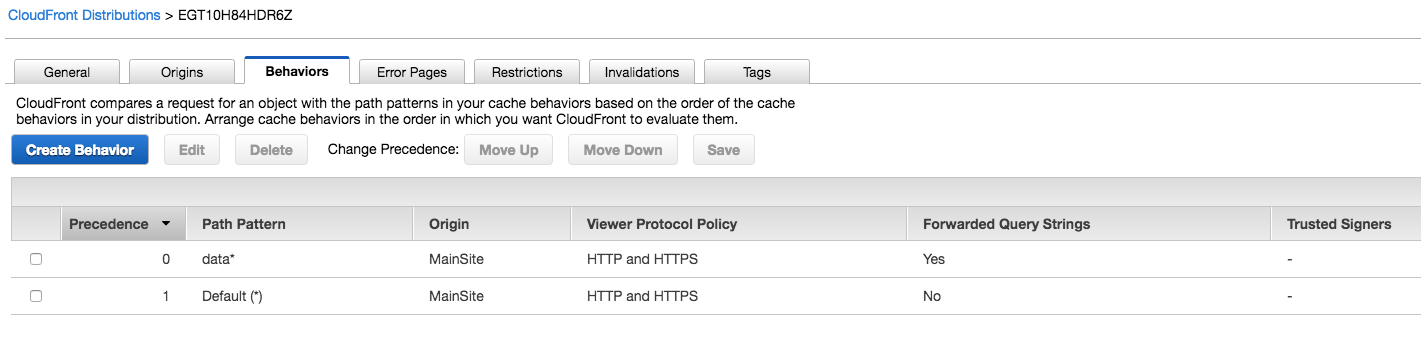 CloudFront Distributions > EGT10H84HDR6Z
General Origins Behaviors Error Pages Restrictions Invalidations Tags
CloudFront compares a request for an object with the path patterns in your cache behaviors based on the order of the cache
behaviors in your distribution. Arrange cache behaviors in the order in which you want CloudFront to evaluate them.
Create Behavior Edit Delete Change Precedence: Move Up Move Down Save
Precedence Path Pattern Origin Viewer Protocol Policy Forwarded Query Strings Trusted Signers
0 data* MainSite HTTP and HTTPS Yes -
1 Default (*) MainSite HTTP and HTTPS No -